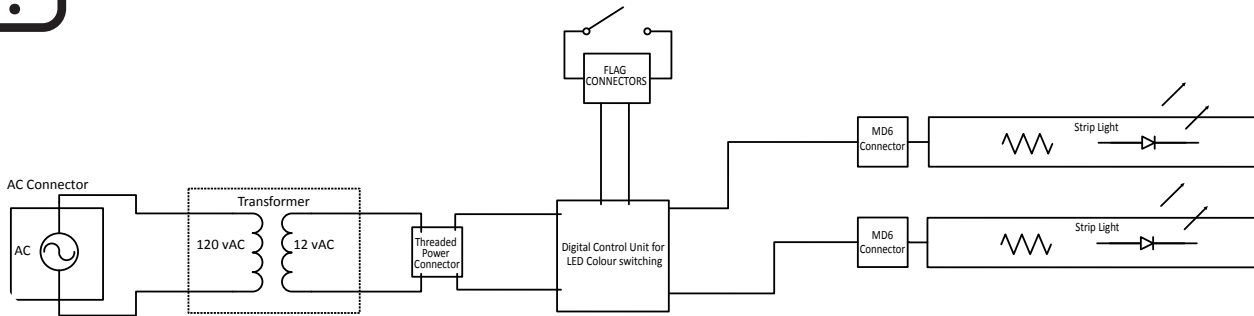 FLAG
CONNECTORS
MD6
Connector
Strip Light
AC Connector
Transformer
AC
120 vAC
12 vAC
Threaded
Power
Connector
Digital Control Unit for
LED Colour switching
MD6
Connector
Strip Light